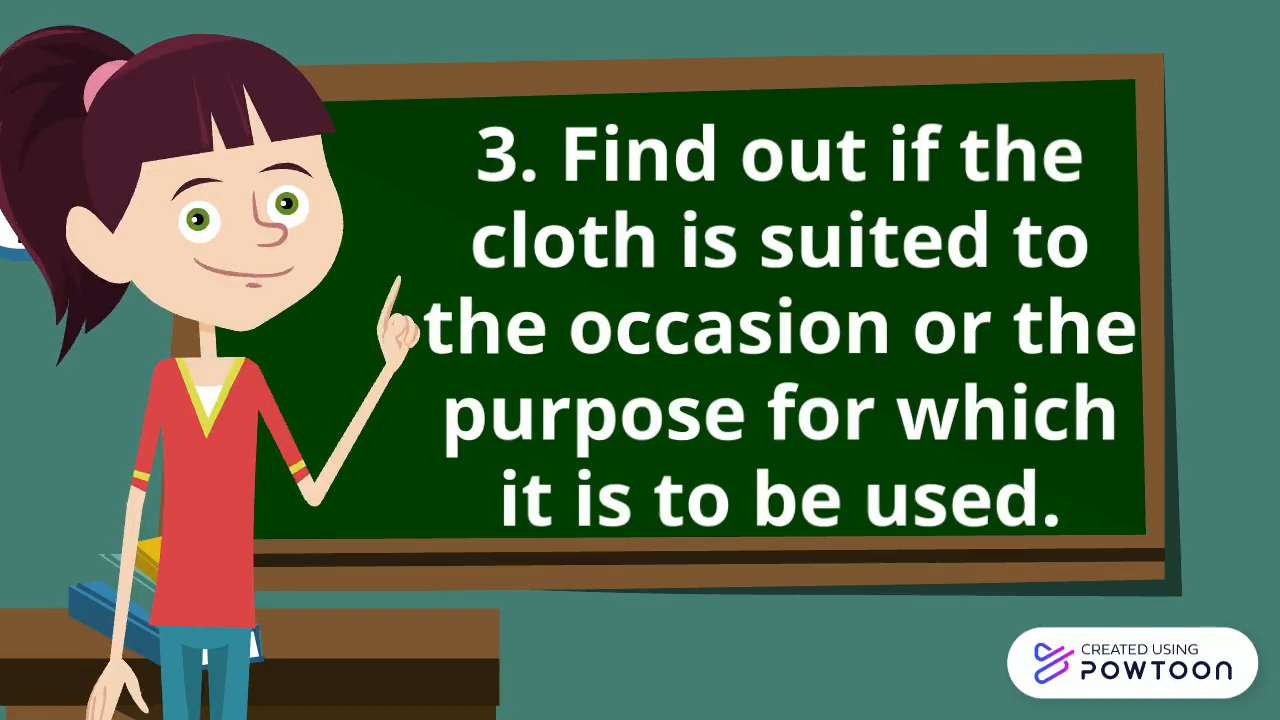 3. Find out if the
cloth is suited to
the occasion or the
purpose for which
it is to be used.
CREATED USING
POWTOON